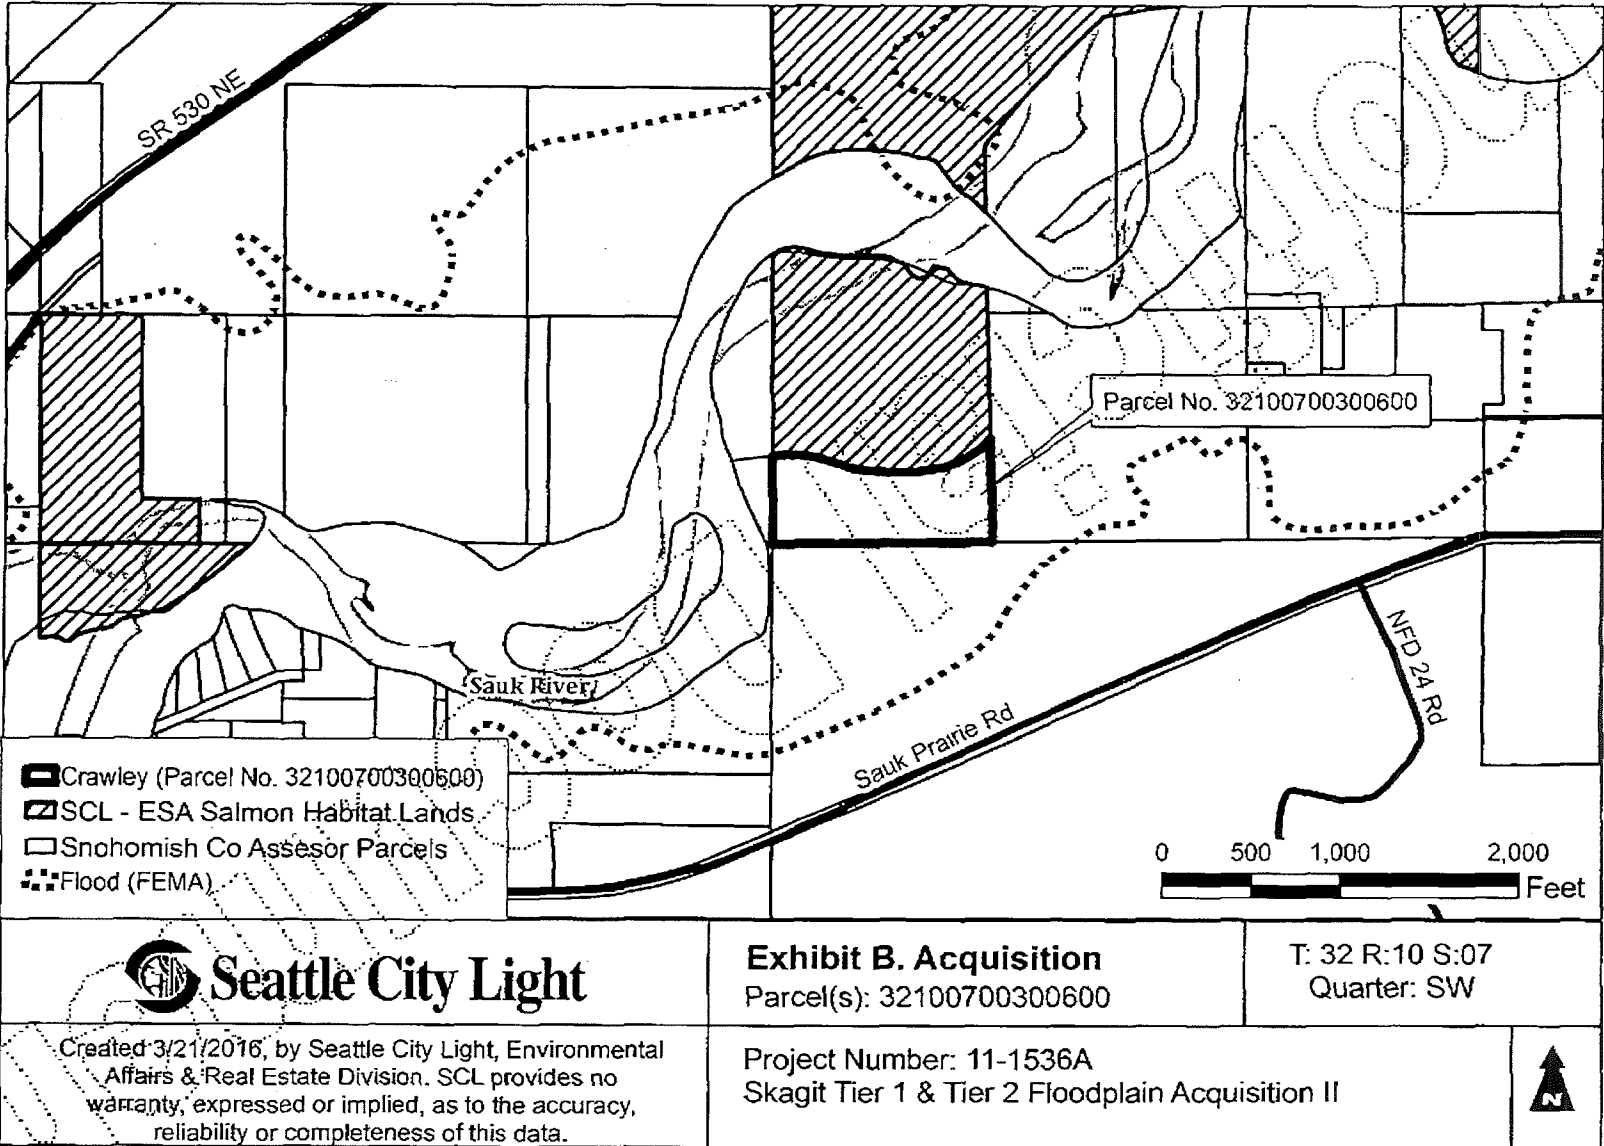 SR 530 NE
Parcel No. 32100700300600
NFD 24 Rd
Sauk River
Sauk Prairie Rd
Crawley (Parcel No. 32100700300600)
SCL - ESA Salmon Habitat Lands
Snohomish Co Assesor Parcels
Flood (FEMA)
0 500 1,000 2,000
Feet
Seattle City Light
Exhibit B. Acquisition
Parcel(s): 32100700300600
T: 32 R:10 S:07
Quarter: SW
Created 3/21/2016, by Seattle City Light, Environmental
Affairs & Real Estate Division. SCL provides no
warranty, expressed or implied, as to the accuracy,
reliability or completeness of this data.
Project Number: 11-1536A
Skagit Tier 1 & Tier 2 Floodplain Acquisition II
N